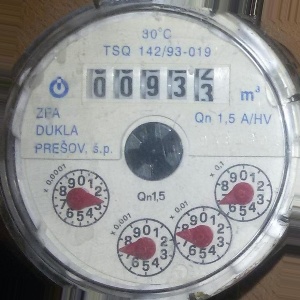 30°C
TSQ 142/93-019
00933 m³
ZPA
DUKLA
PREŠOV, š.p.
Qn 1,5 A/HV
Qn1,5
x 0,0001
x 0,1
x 0,001
x 0,01